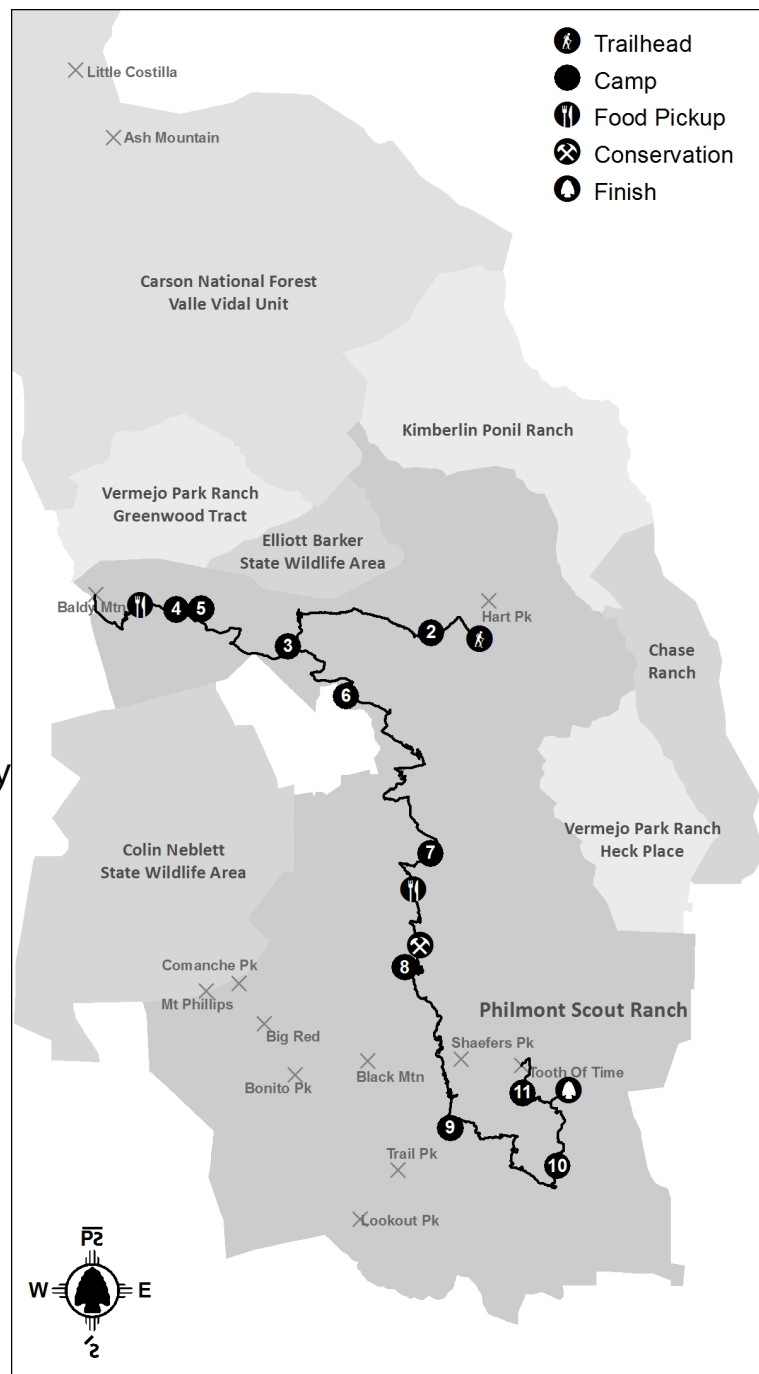 Trailhead
Camp
Food Pickup
Conservation
Finish
Little Costilla
Ash Mountain
Carson National Forest
Valle Vidal Unit
Kimberlin Ponil Ranch
Vermejo Park Ranch
Greenwood Tract
Elliott Barker
State Wildlife Area
Baldy Mtn
4
5
Hart Pk
2
3
Chase
Ranch
6
y
Vermejo Park Ranch
Heck Place
Colin Neblett
State Wildlife Area
7
8
Comanche Pk
Mt Phillips
Big Red
Philmont Scout Ranch
Shaefers Pk
Black Mtn
Tooth Of Time
Bonito Pk
11
9
Trail Pk
10
Lookout Pk
W
E